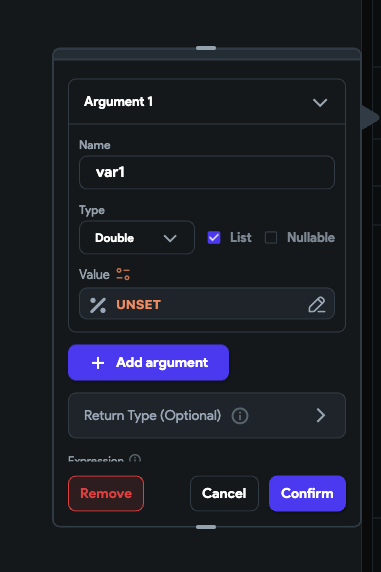 Argument 1
Name
var1
Type
Double List Nullable
Value
UNSET
+ Add argument
Return Type (Optional)
Expression
Remove Cancel Confirm